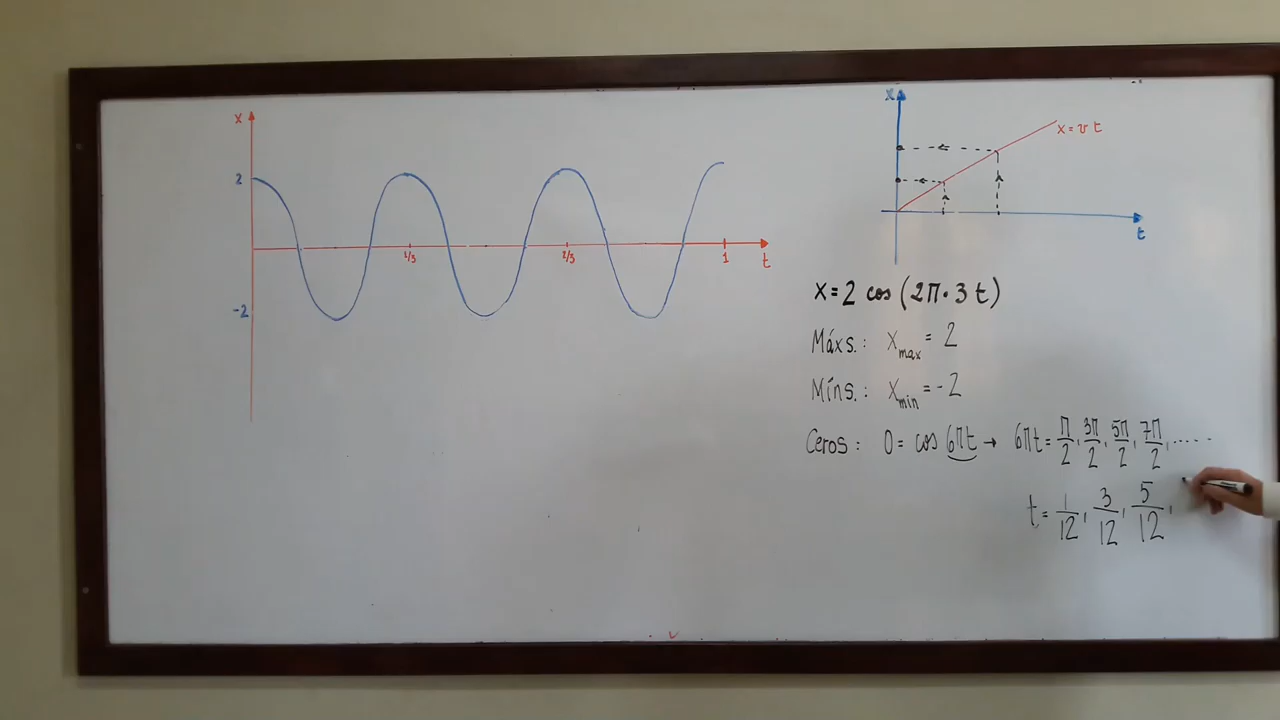 x
2
-2
1/3
2/3
1
t
x
x = v t
t
x = 2 cos (2π · 3 t)
Máxs.: x_max = 2
Míns.: x_min = -2
Ceros: 0 = cos 6πt → 6πt = π/2, 3π/2, 5π/2, 7π/2, .....
t = 1/12, 3/12, 5/12,